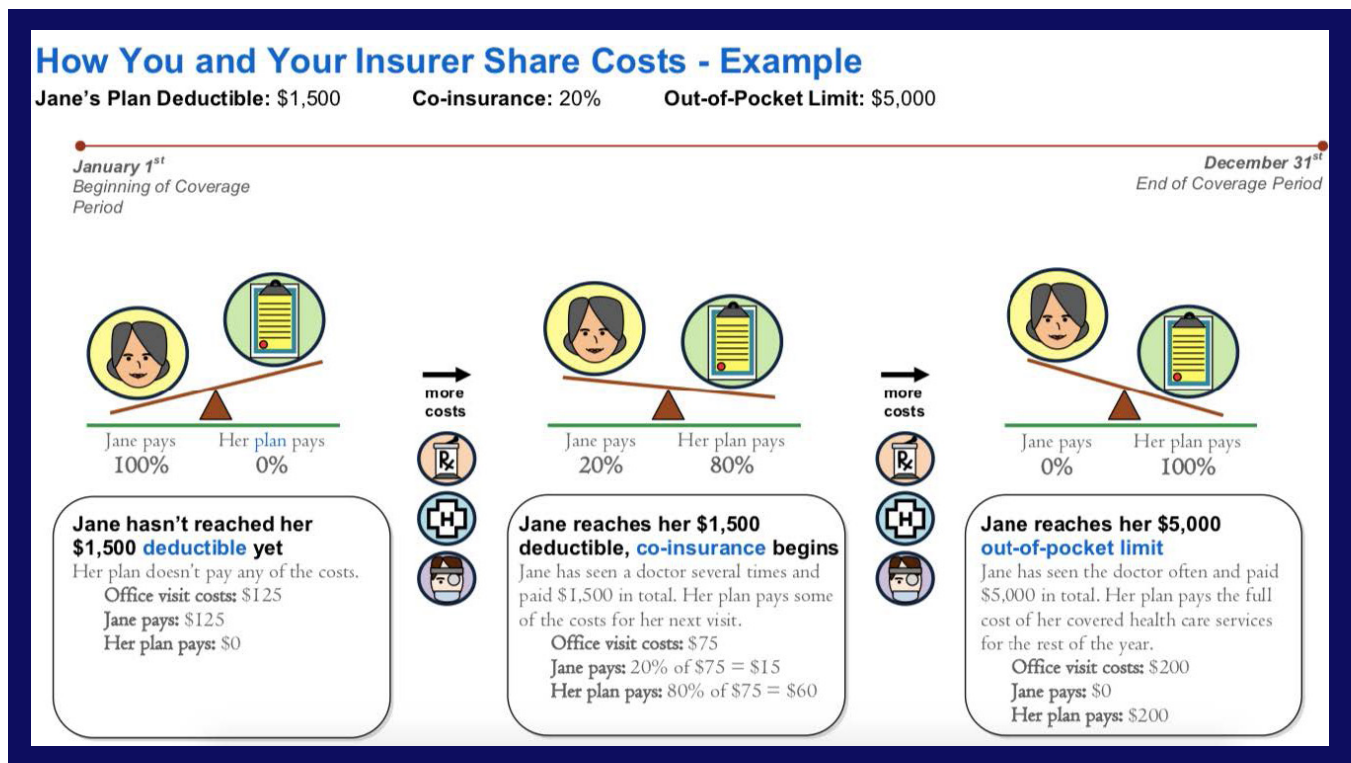 How You and Your Insurer Share Costs - Example
Jane's Plan Deductible: $1,500 Co-insurance: 20% Out-of-Pocket Limit: $5,000
January 1st
Beginning of Coverage
Period
December 31st
End of Coverage Period
Jane pays Her plan pays
100% 0%
more
costs
Rx
H
Jane pays Her plan pays
20% 80%
more
costs
Rx
H
Jane pays Her plan pays
0% 100%
Jane hasn't reached her
$1,500 deductible yet
Her plan doesn't pay any of the costs.
Office visit costs: $125
Jane pays: $125
Her plan pays: $0
Jane reaches her $1,500
deductible, co-insurance begins
Jane has seen a doctor several times and
paid $1,500 in total. Her plan pays some
of the costs for her next visit.
Office visit costs: $75
Jane pays: 20% of $75 = $15
Her plan pays: 80% of $75 = $60
Jane reaches her $5,000
out-of-pocket limit
Jane has seen the doctor often and paid
$5,000 in total. Her plan pays the full
cost of her covered health care services
for the rest of the year.
Office visit costs: $200
Jane pays: $0
Her plan pays: $200